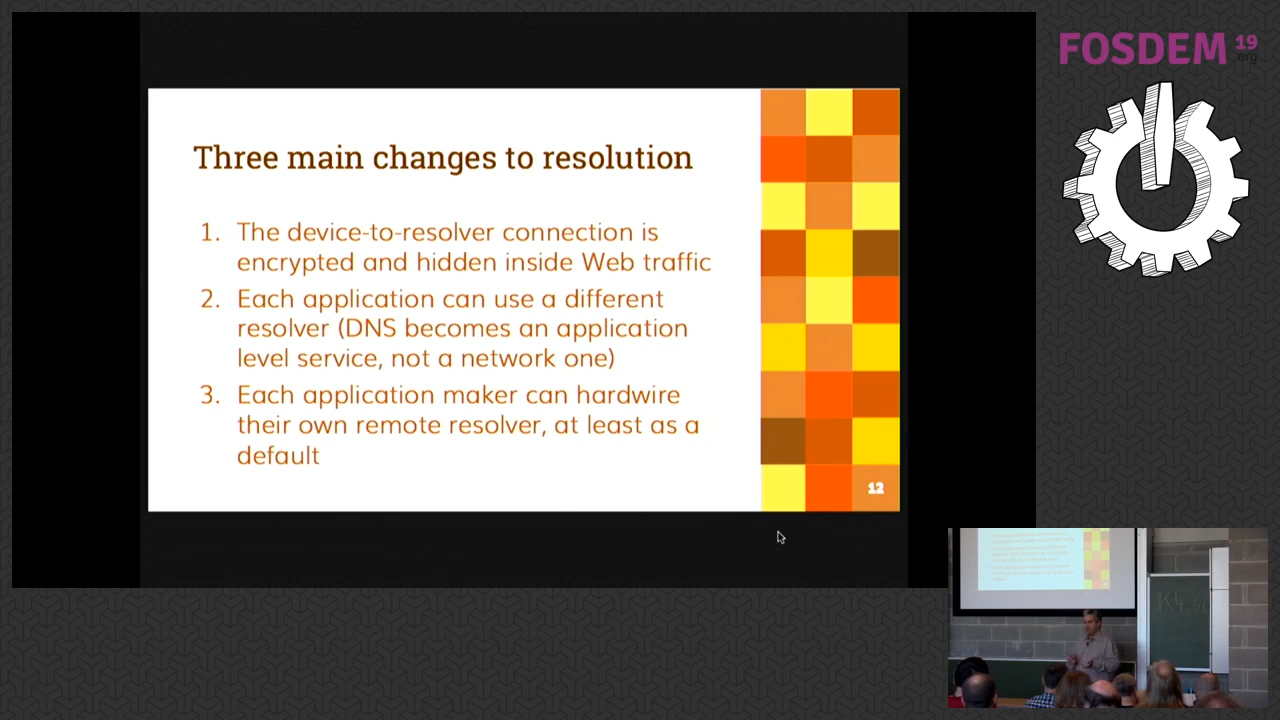 FOSDEM 19
.org
Three main changes to resolution
1. The device-to-resolver connection is
encrypted and hidden inside Web traffic
2. Each application can use a different
resolver (DNS becomes an application
level service, not a network one)
3. Each application maker can hardwire
their own remote resolver, at least as a
default
12